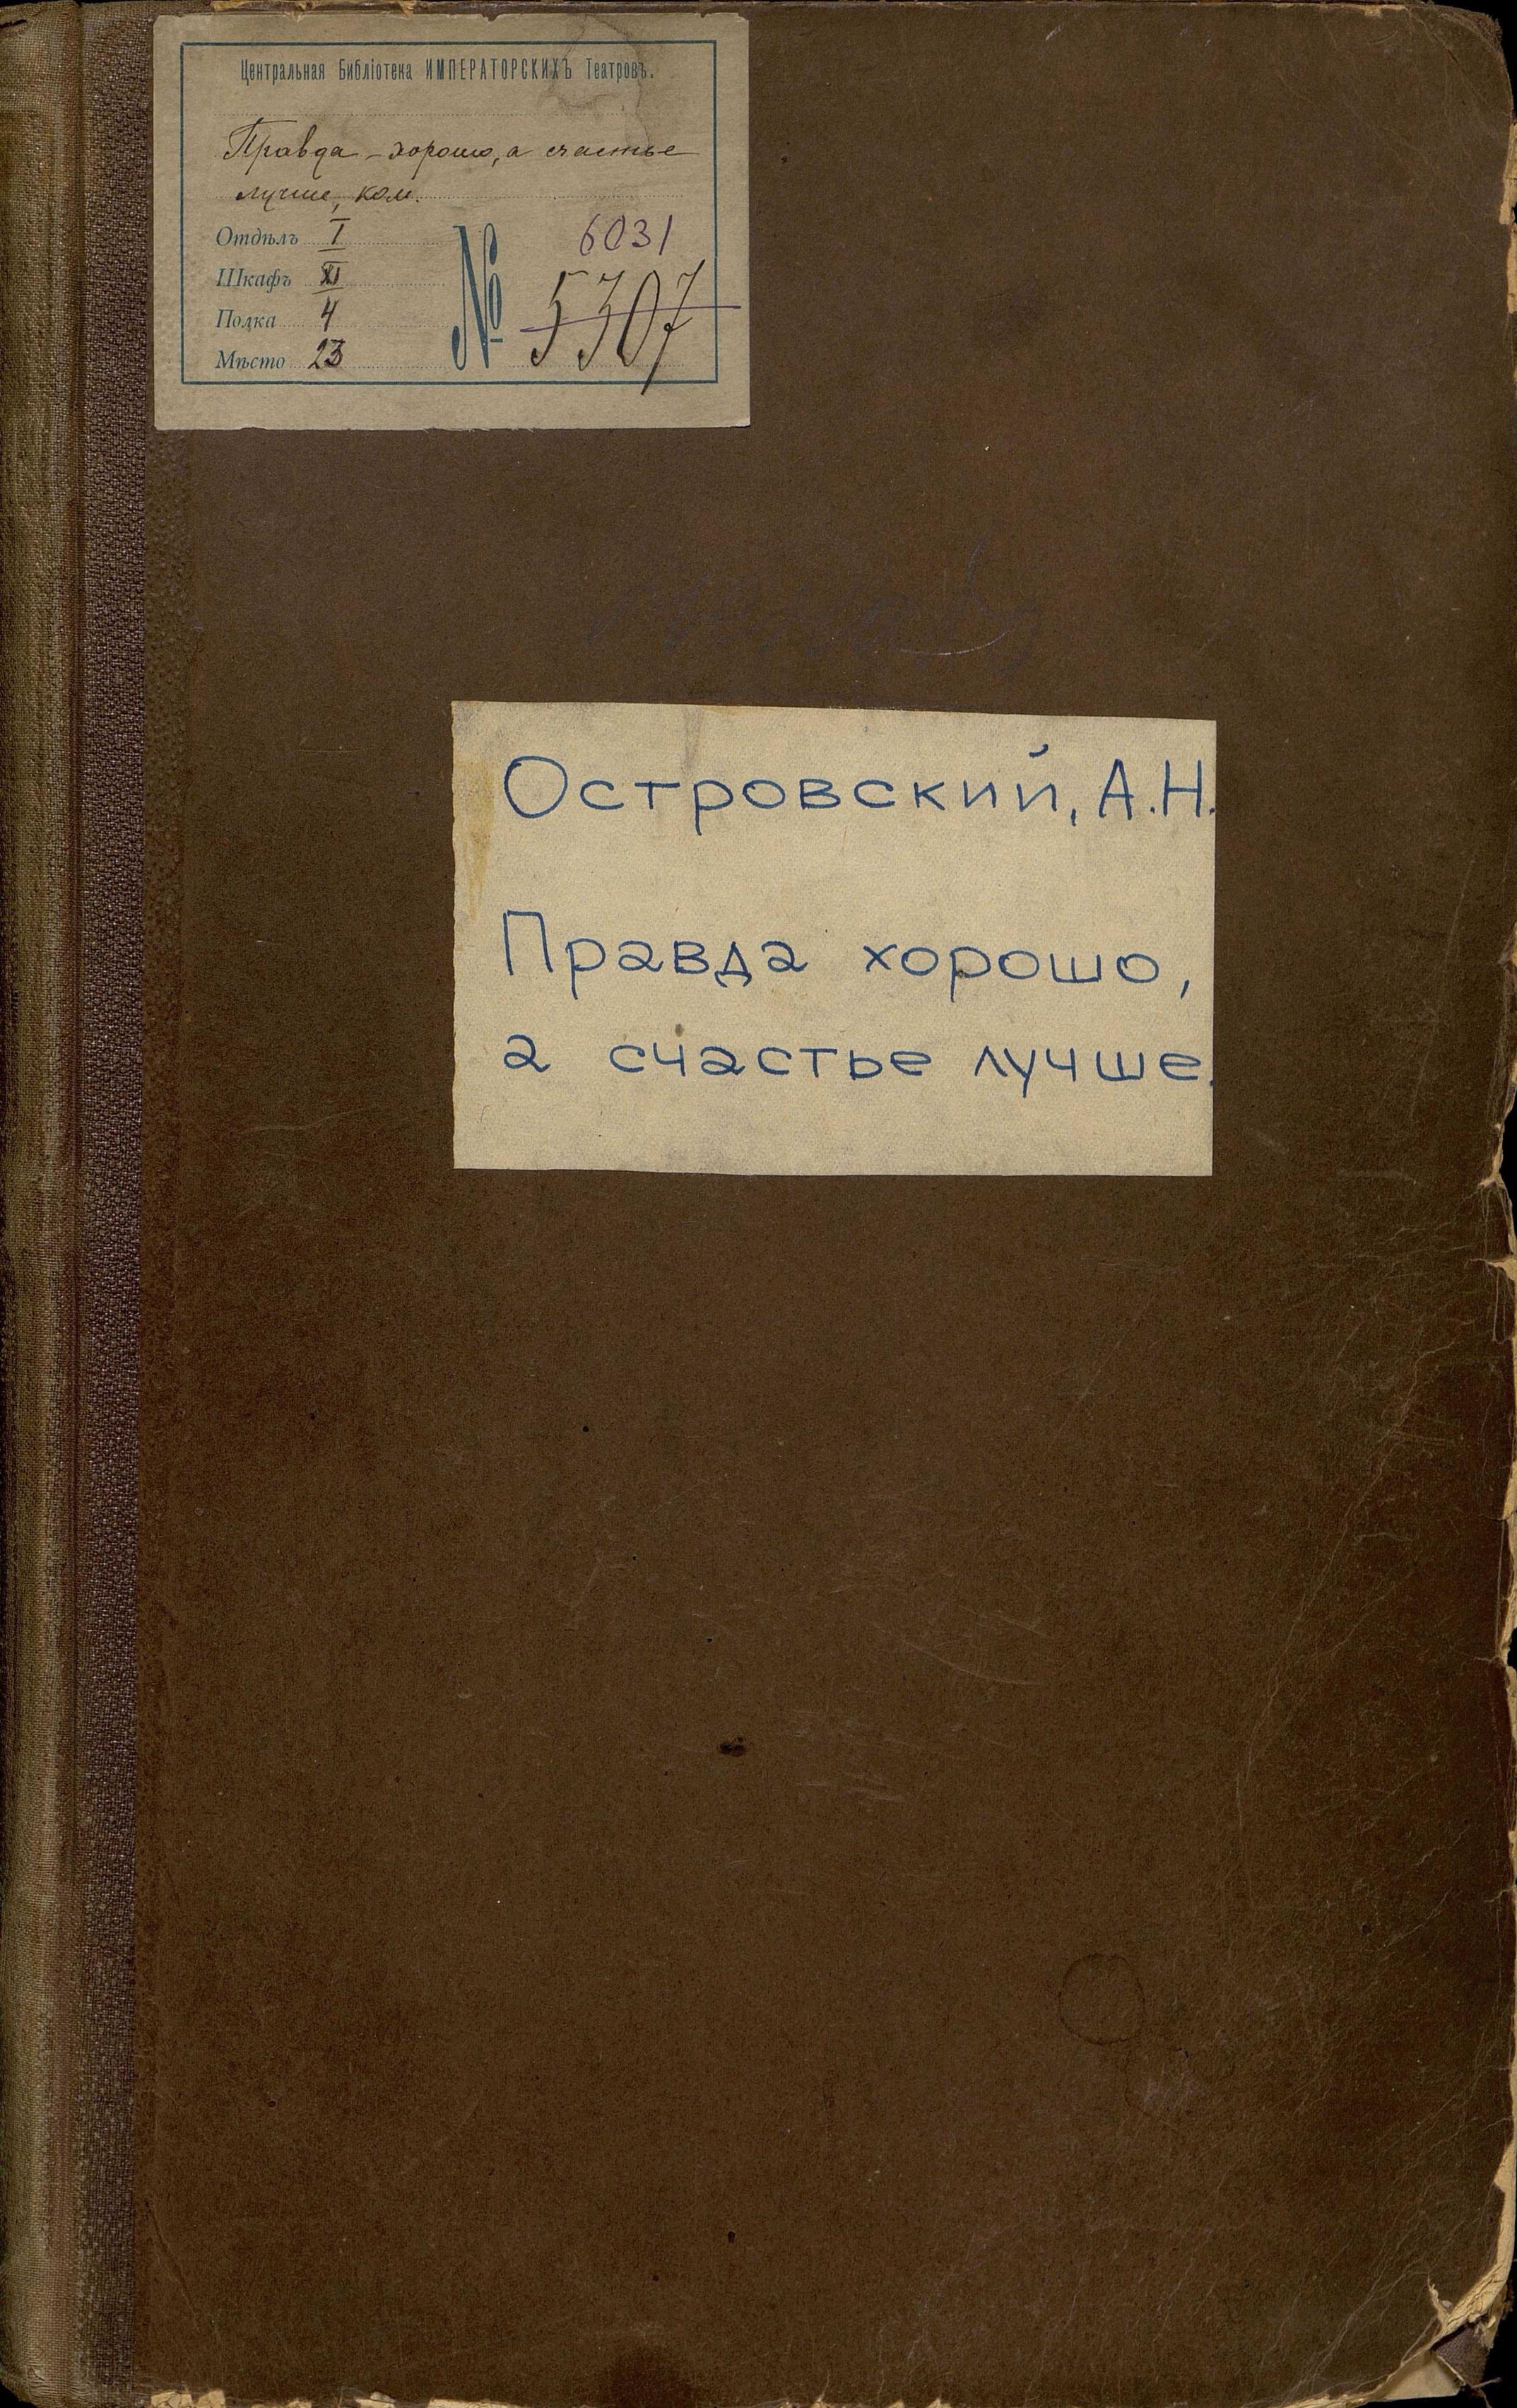 Центральная Библіотека ИМПЕРАТОРСКИХЪ Театровъ.
Правда – хорошо, а счастье
лучше, ком.
Отдѣлъ I
Шкафъ XI
Полка 4
Мѣсто 23
№ 6031
5307
Островский, А.Н.
Правда хорошо,
а счастье лучше.